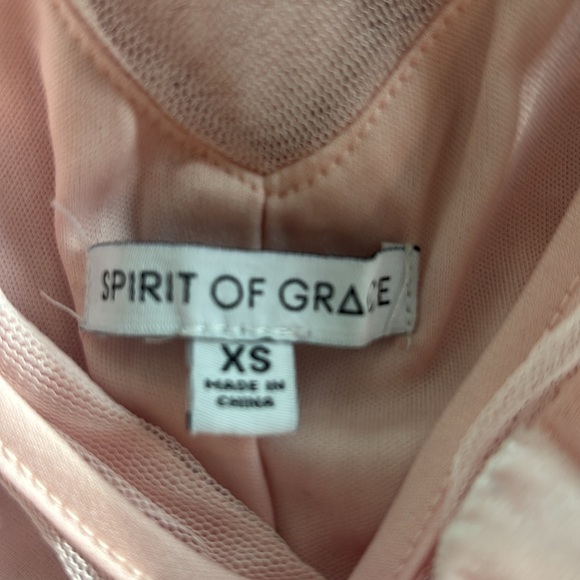 SPIRIT OF GRACE
XS
MADE IN
CHINA